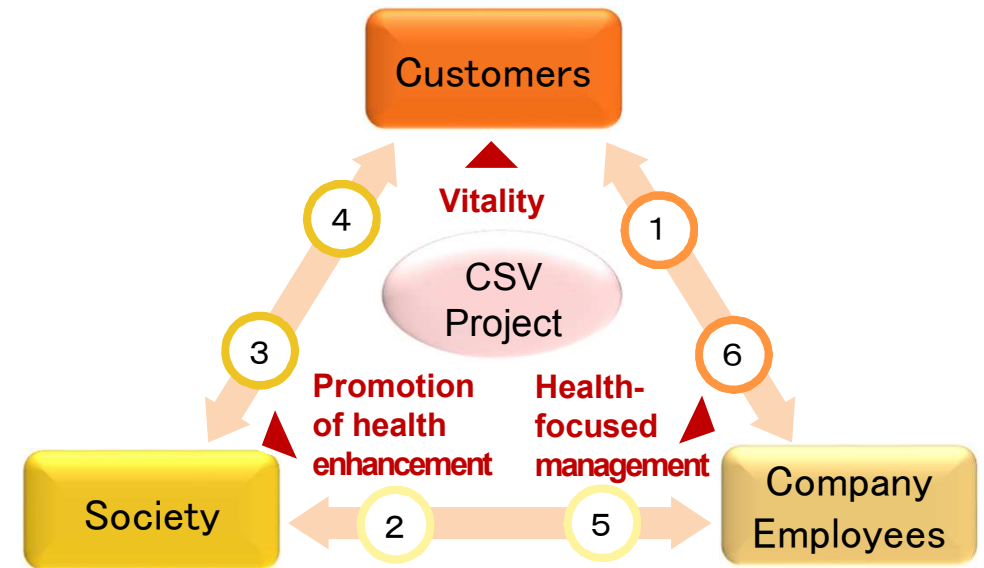 Customers
4
Vitality
1
CSV
Project
3
6
Promotion
of health
enhancement
Health-
focused
management
Society
2
5
Company
Employees